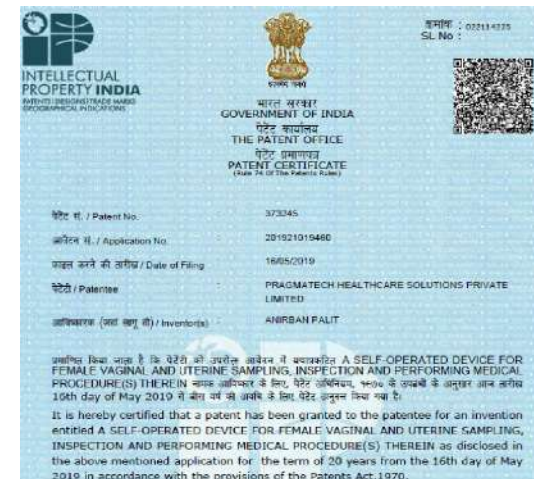 क्रमांक : 022114225
SL No :
INTELLECTUAL
PROPERTY INDIA
PATENTS | DESIGNS | TRADE MARKS
GEOGRAPHICAL INDICATIONS
सत्यमेव जयते
भारत सरकार
GOVERNMENT OF INDIA
पेटेंट कार्यालय
THE PATENT OFFICE
पेटेंट प्रमाणपत्र
PATENT CERTIFICATE
(Rule 74 Of The Patents Rules)
पेटेंट सं. / Patent No. : 373245
आवेदन सं. / Application No. : 201921019460
फाइल करने की तारीख / Date of Filing : 16/05/2019
पेटेंटी / Patentee : PRAGMATECH HEALTHCARE SOLUTIONS PRIVATE
LIMITED
आविष्कारक (जहां लागू हो) / Inventor(s) : ANIRBAN PALIT
प्रमाणित किया जाता है कि पेटेंटी को उपरोक्त आवेदन में यथाप्रकटित A SELF-OPERATED DEVICE FOR
FEMALE VAGINAL AND UTERINE SAMPLING, INSPECTION AND PERFORMING MEDICAL
PROCEDURE(S) THEREIN नामक आविष्कार के लिए, पेटेंट अधिनियम, १९७० के उपबंधों के अनुसार आज तारीख
16th day of May 2019 से बीस वर्ष की अवधि के लिए पेटेंट अनुदत्त किया गया है।
It is hereby certified that a patent has been granted to the patentee for an invention
entitled A SELF-OPERATED DEVICE FOR FEMALE VAGINAL AND UTERINE SAMPLING,
INSPECTION AND PERFORMING MEDICAL PROCEDURE(S) THEREIN as disclosed in
the above mentioned application for the term of 20 years from the 16th day of May
2019 in accordance with the provisions of the Patents Act,1970.